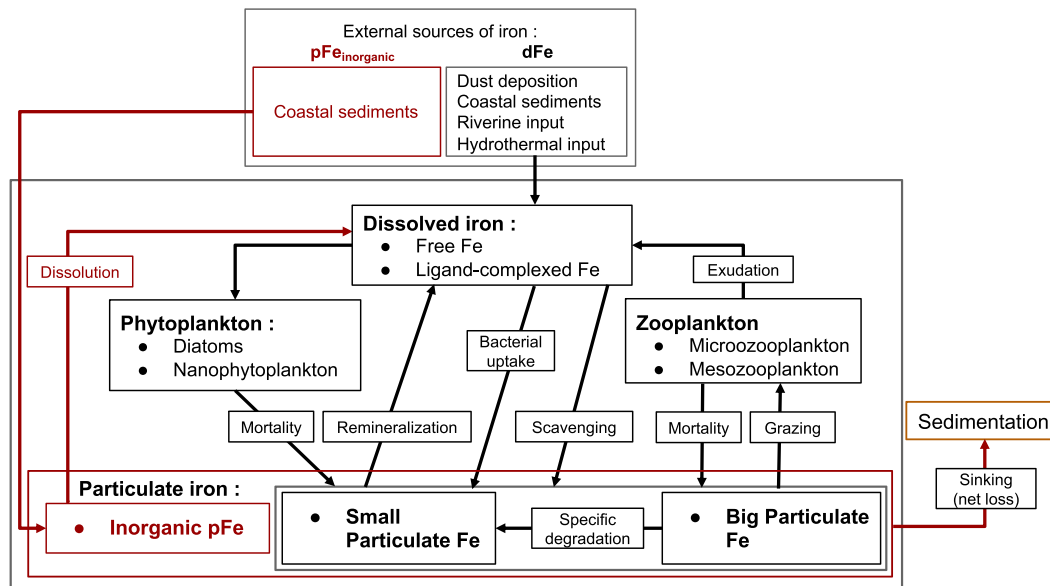 External sources of iron :
pFeinorganic
dFe
Coastal sediments
Dust deposition
Coastal sediments
Riverine input
Hydrothermal input
Dissolved iron :
● Free Fe
● Ligand-complexed Fe
Dissolution
Exudation
Phytoplankton :
● Diatoms
● Nanophytoplankton
Bacterial
uptake
Zooplankton
● Microozooplankton
● Mesozooplankton
Mortality
Remineralization
Scavenging
Mortality
Grazing
Sedimentation
Sinking
(net loss)
Particulate iron :
● Inorganic pFe
● Small
Particulate Fe
Specific
degradation
● Big Particulate
Fe